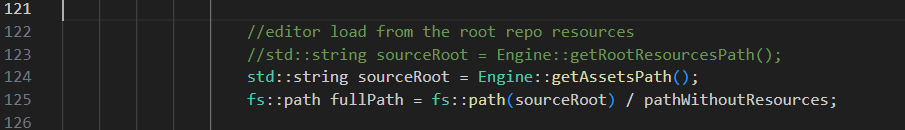 121
122 //editor load from the root repo resources
123 //std::string sourceRoot = Engine::getRootResourcesPath();
124 std::string sourceRoot = Engine::getAssetsPath();
125 fs::path fullPath = fs::path(sourceRoot) / pathWithoutResources;
126